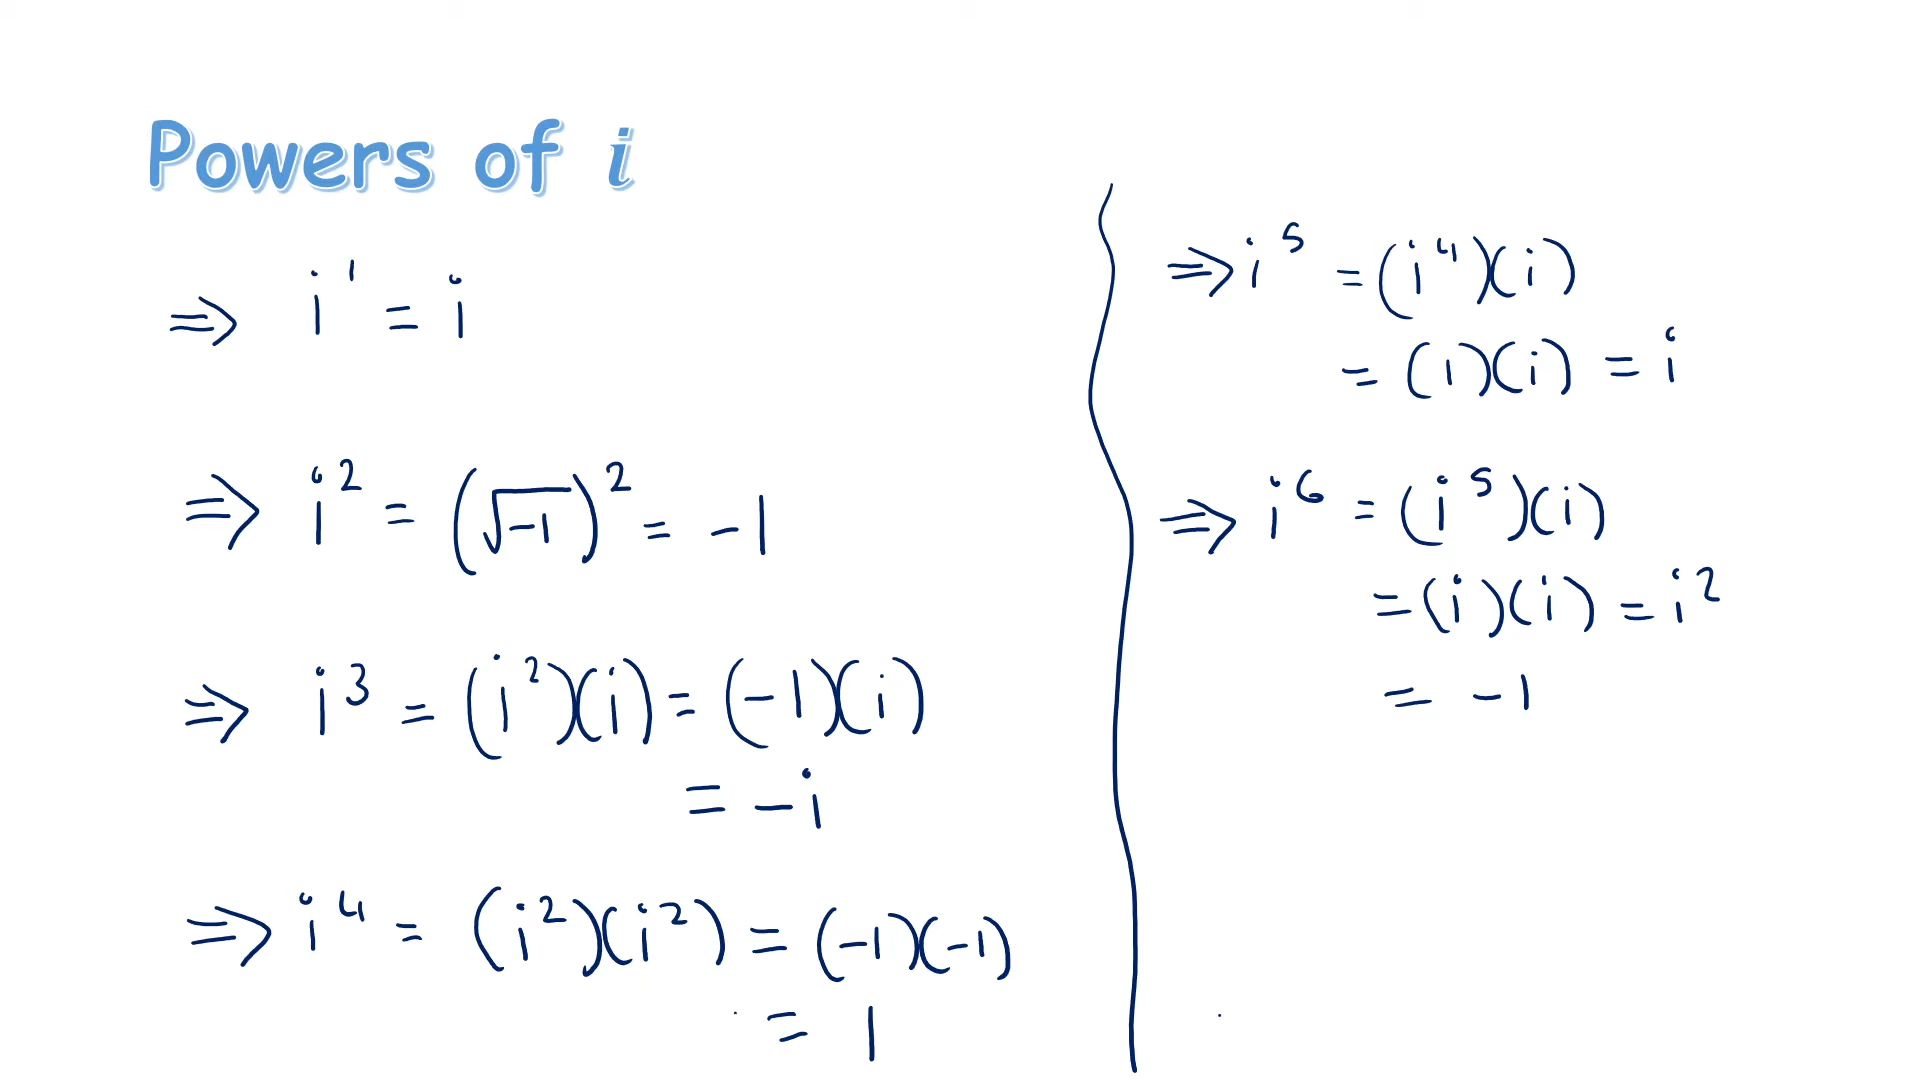 Powers of i
⇒ i¹ = i
⇒ i² = (√-1)² = -1
⇒ i³ = (i²)(i) = (-1)(i)
= -i
⇒ i⁴ = (i²)(i²) = (-1)(-1)
= 1
⇒ i⁵ = (i⁴)(i)
= (1)(i) = i
⇒ i⁶ = (i⁵)(i)
= (i)(i) = i²
= -1